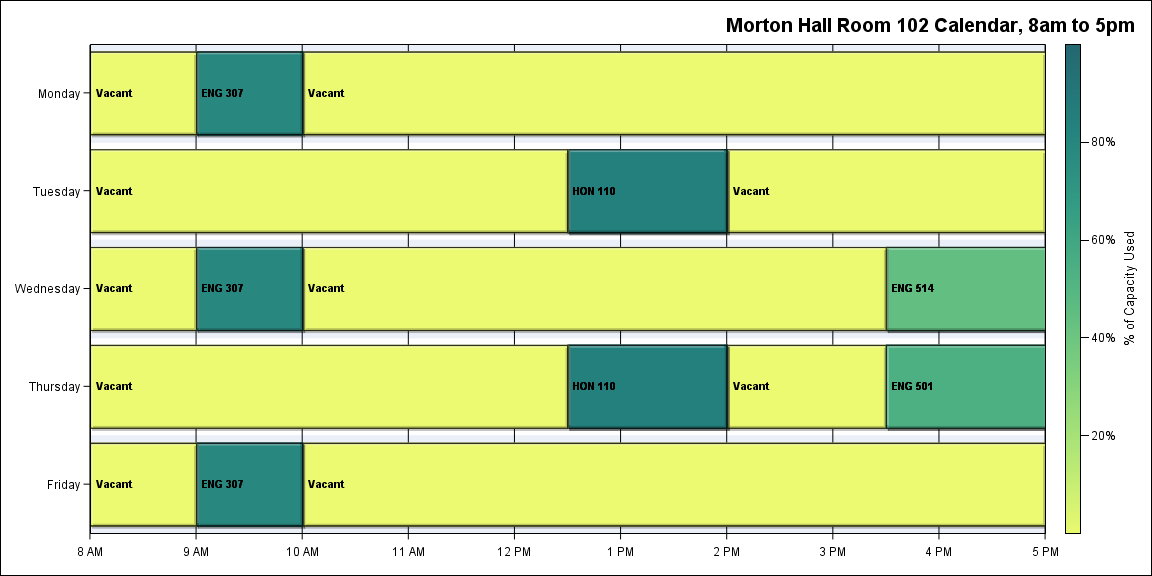 Morton Hall Room 102 Calendar, 8am to 5pm
Monday
Vacant
ENG 307
Vacant
Tuesday
Vacant
HON 110
Vacant
Wednesday
Vacant
ENG 307
Vacant
ENG 514
Thursday
Vacant
HON 110
Vacant
ENG 501
Friday
Vacant
ENG 307
Vacant
8 AM
9 AM
10 AM
11 AM
12 PM
1 PM
2 PM
3 PM
4 PM
5 PM
80%
60%
40%
20%
% of Capacity Used